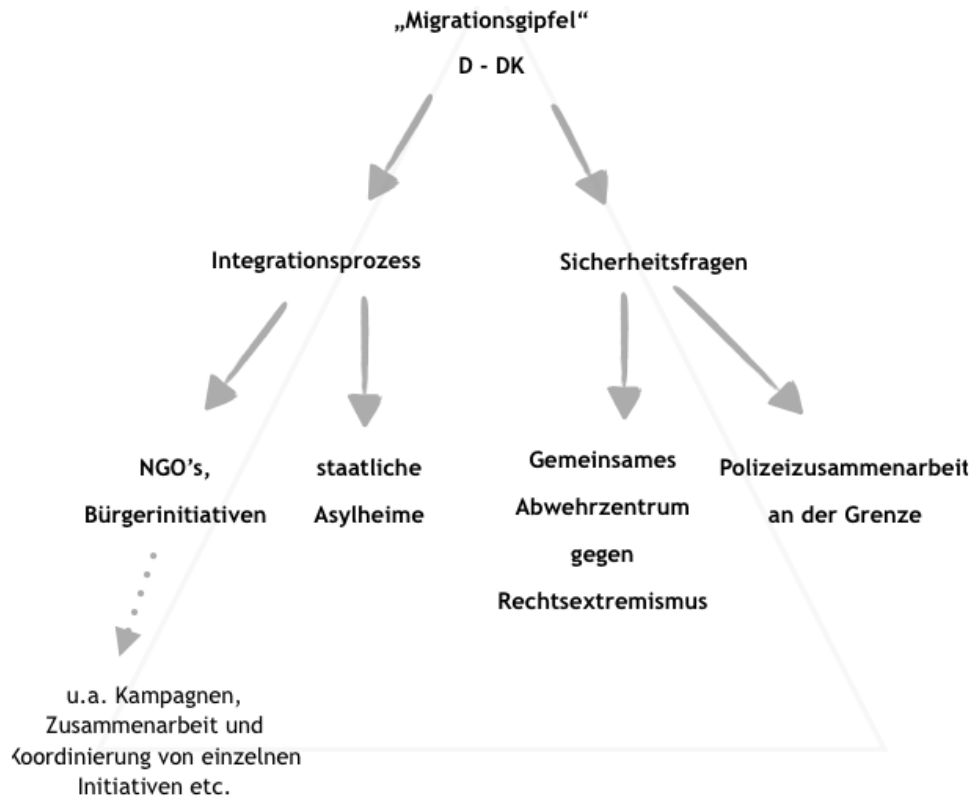 „Migrationsgipfel“
D - DK
Integrationsprozess
Sicherheitsfragen
NGO’s,
Bürgerinitiativen
staatliche
Asylheime
Gemeinsames
Abwehrzentrum
gegen
Rechtsextremismus
Polizeizusammenarbeit
an der Grenze
u.a. Kampagnen,
Zusammenarbeit und
Koordinierung von einzelnen
Initiativen etc.